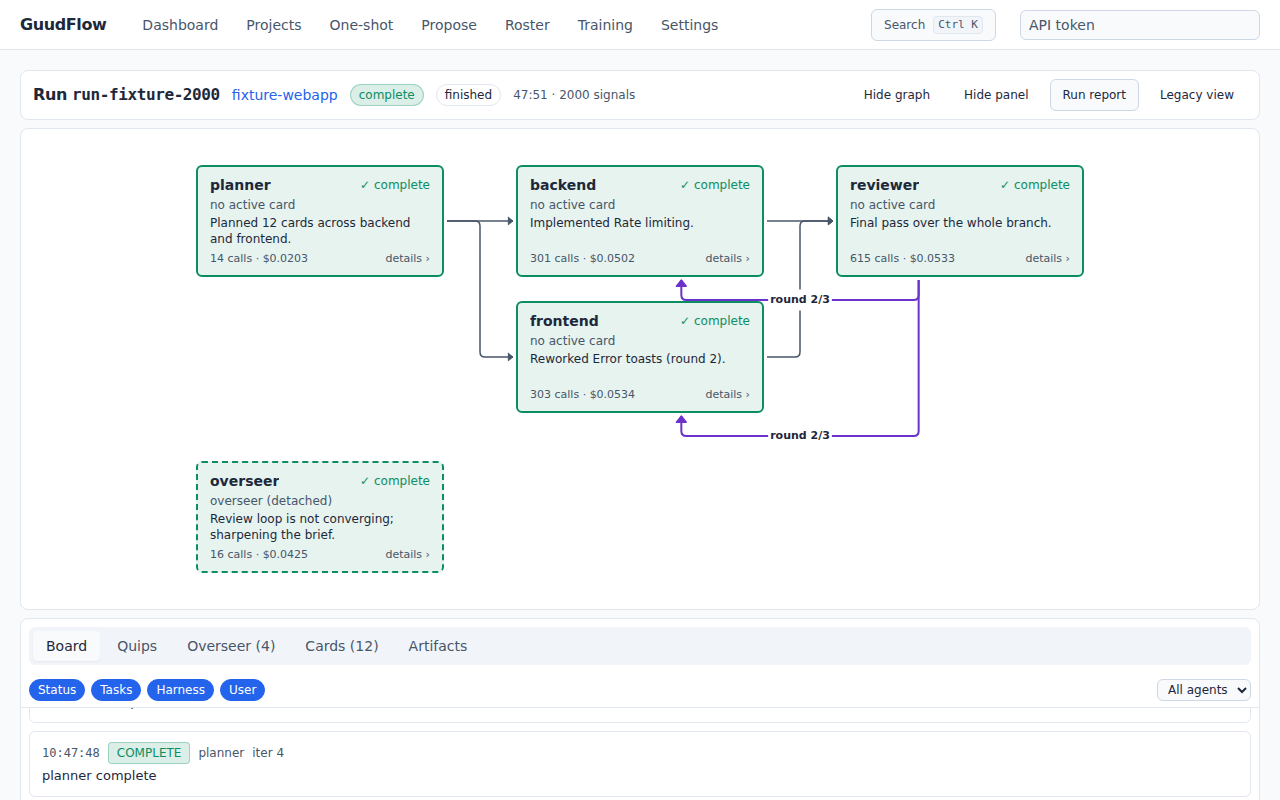 GuudFlow Dashboard Projects One-shot Propose Roster Training Settings Search Ctrl K API token
Run run-fixture-2000 fixture-webapp complete finished 47:51 · 2000 signals Hide graph Hide panel Run report Legacy view
planner ✓ complete
no active card
Planned 12 cards across backend
and frontend.
14 calls · $0.0203 details ›
backend ✓ complete
no active card
Implemented Rate limiting.
301 calls · $0.0502 details ›
reviewer ✓ complete
no active card
Final pass over the whole branch.
615 calls · $0.0533 details ›
round 2/3
frontend ✓ complete
no active card
Reworked Error toasts (round 2).
303 calls · $0.0534 details ›
round 2/3
overseer ✓ complete
overseer (detached)
Review loop is not converging;
sharpening the brief.
16 calls · $0.0425 details ›
Board Quips Overseer (4) Cards (12) Artifacts
Status Tasks Harness User All agents
10:47:48 COMPLETE planner iter 4
planner complete